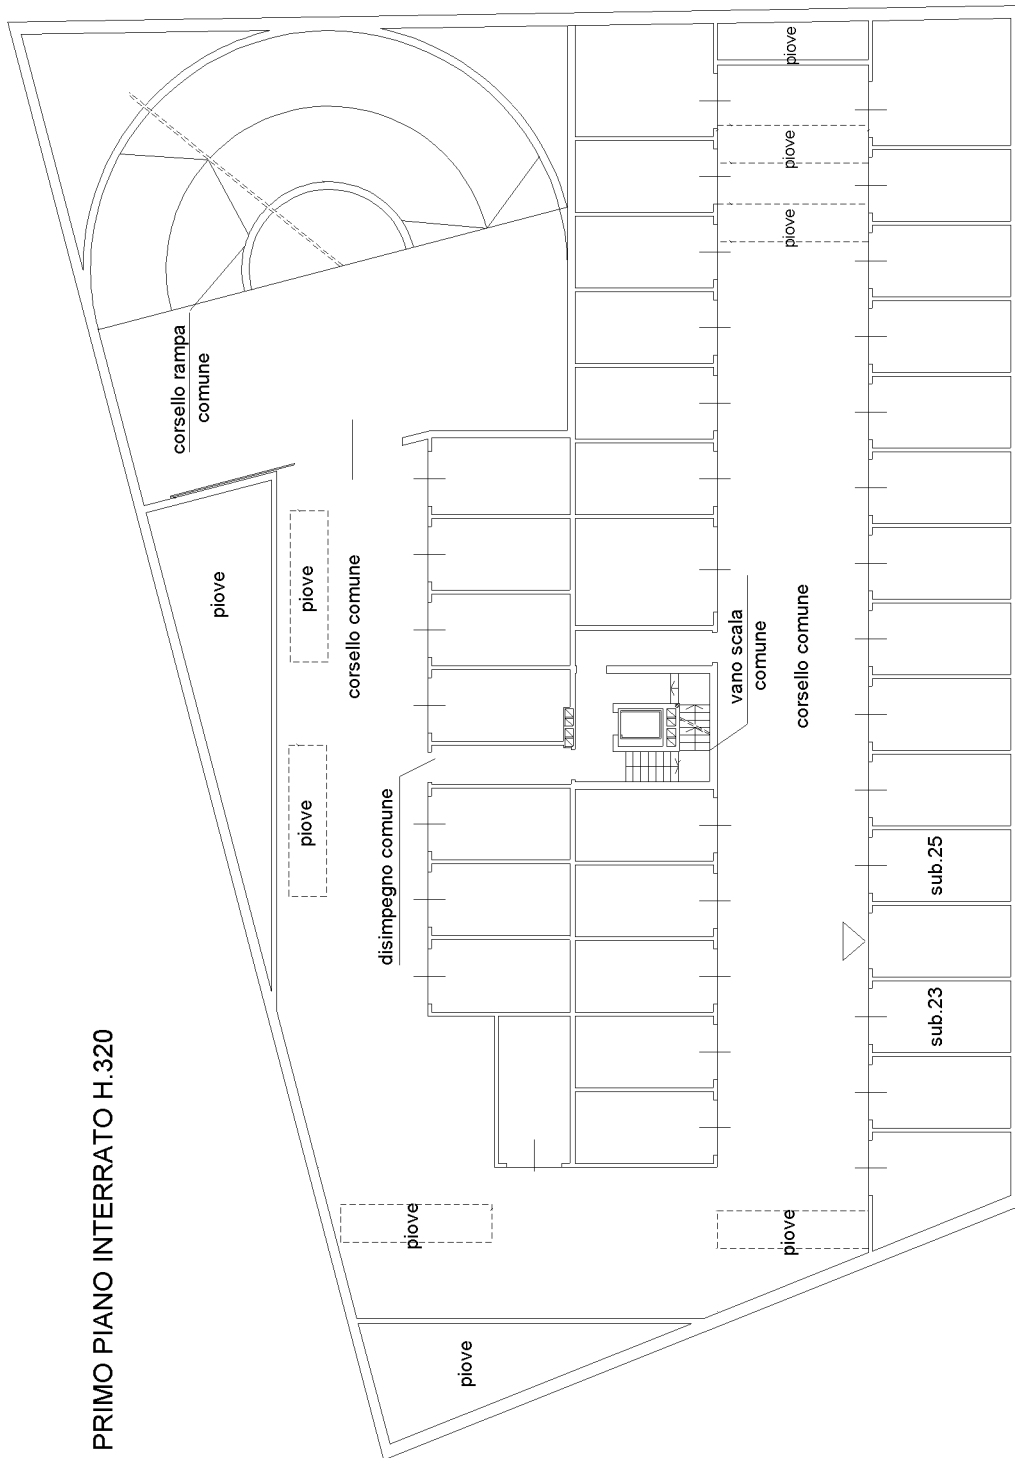 PRIMO PIANO INTERRATO H.320
corsello rampa
comune
piove
piove
piove
piove
piove
corsello comune
piove
piove
disimpegno comune
vano scala
comune
corsello comune
sub.25
sub.23
piove
piove
piove